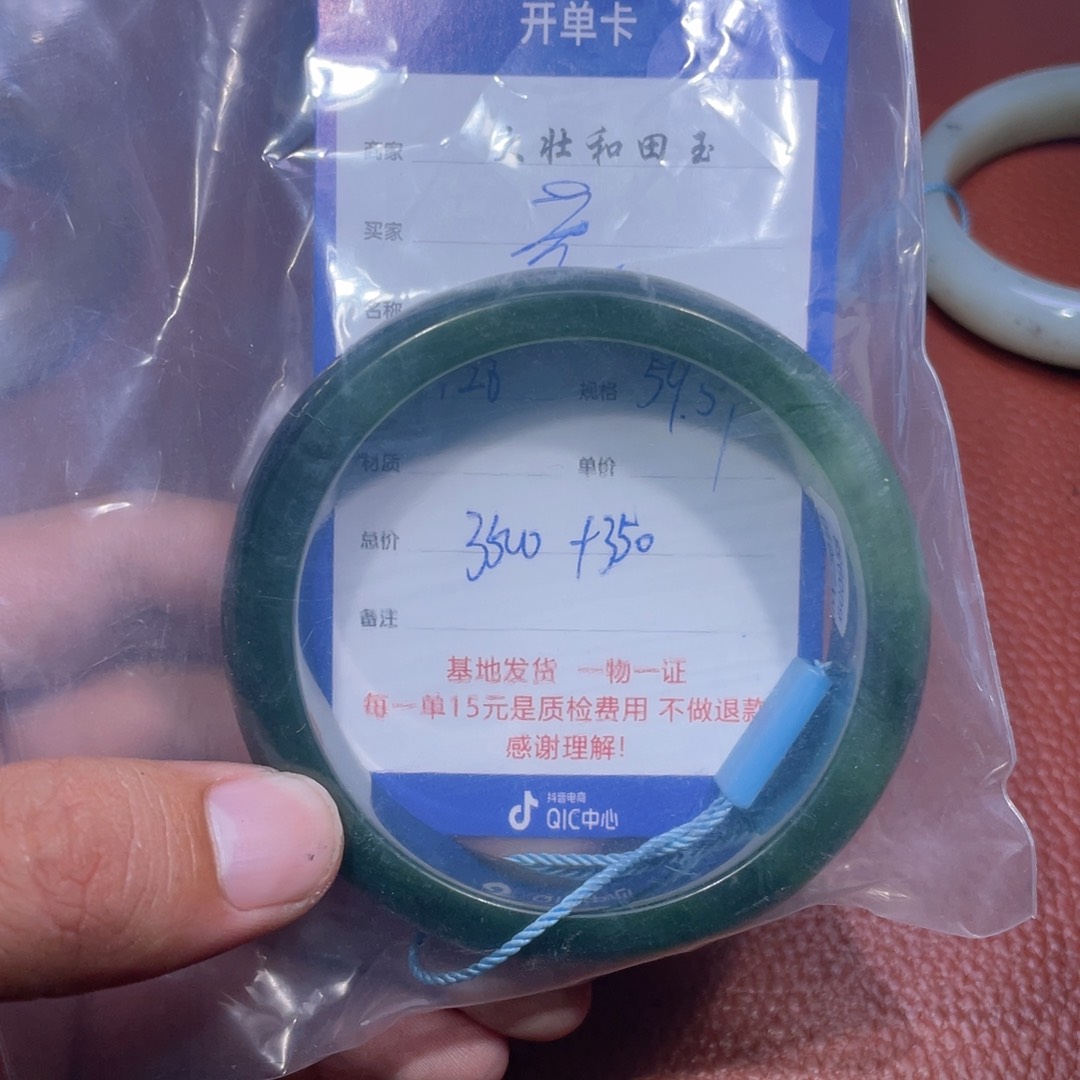 开单卡
商家 大壮和田玉
买家
名称
128 规格 59.5
材质 单价
总价 3500 +350
备注
基地发货 一物一证
每一单15元是质检费用 不做退款
感谢理解!
抖音电商
QIC中心